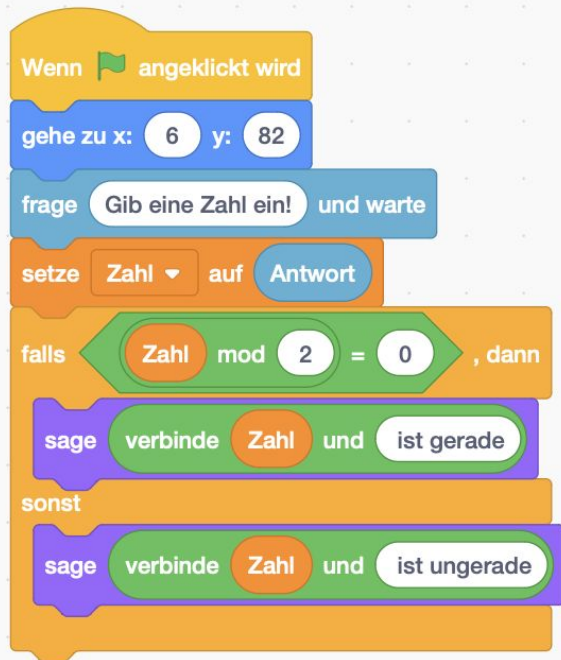 Wenn angeklickt wird
gehe zu x: 6 y: 82
frage Gib eine Zahl ein! und warte
setze Zahl auf Antwort
falls Zahl mod 2 = 0 , dann
sage verbinde Zahl und ist gerade
sonst
sage verbinde Zahl und ist ungerade